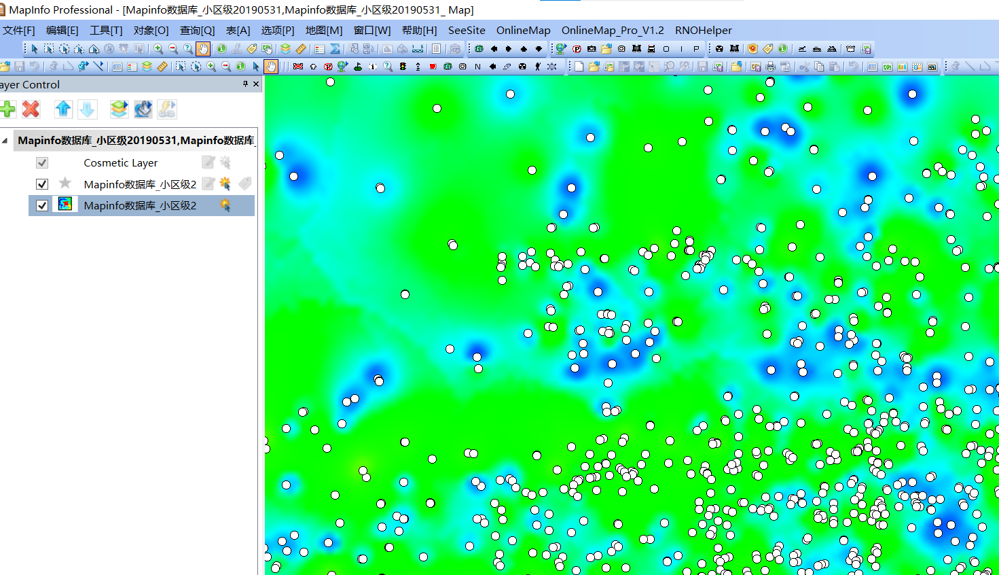 MapInfo Professional - [Mapinfo数据库_小区级20190531,Mapinfo数据库_小区级20190531_ Map]
文件[F] 编辑[E] 工具[T] 对象[O] 查询[Q] 表[A] 选项[P] 地图[M] 窗口[W] 帮助[H] SeeSite OnlineMap OnlineMap_Pro_V1.2 RNOHelper
ayer Control
Mapinfo数据库_小区级20190531,Mapinfo数据库_
Cosmetic Layer
Mapinfo数据库_小区级2
Mapinfo数据库_小区级2